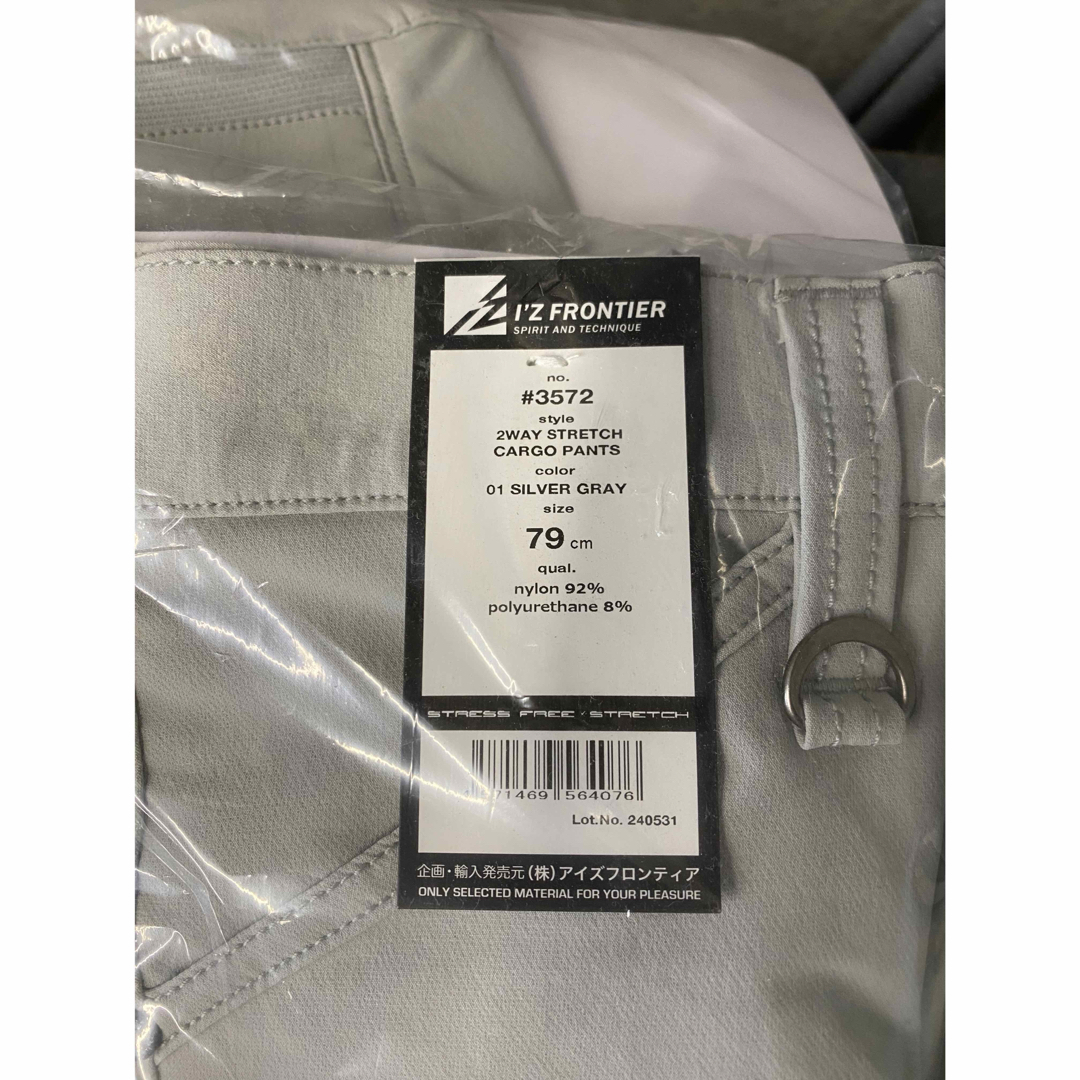 I'Z FRONTIER
SPIRIT AND TECHNIQUE
no.
#3572
style
2WAY STRETCH
CARGO PANTS
color
01 SILVER GRAY
size
79 cm
qual.
nylon 92%
polyurethane 8%
STRESS FREE STRETCH
564076
Lot.No. 240531
企画・輸入発売元(株)アイズフロンティア
ONLY SELECTED MATERIAL FOR YOUR PLEASURE